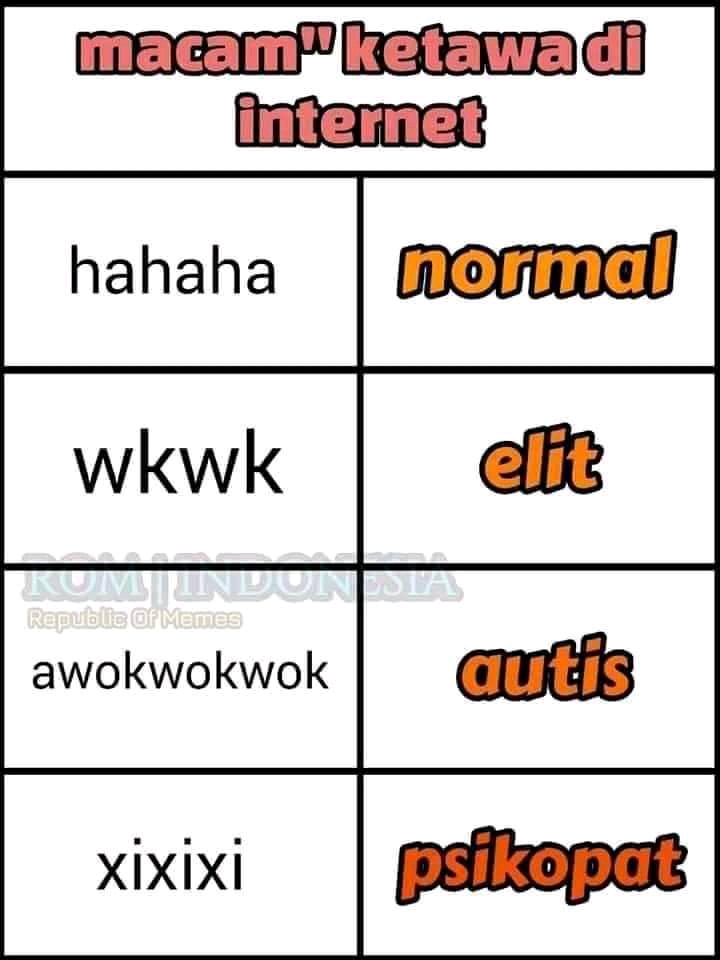 macam" ketawa di
internet
hahaha
normal
wkwk
elit
ROM | INDONESIA
Republic Of Memes
awokwokwok
autis
xixixi
psikopat